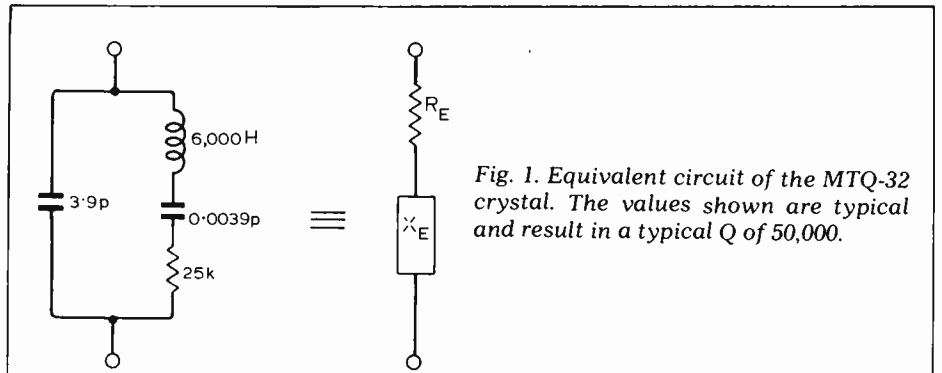 6,000H
3·9p
0·0039p
25k
≡
R_E
X_E
Fig. 1. Equivalent circuit of the MTQ-32
crystal. The values shown are typical
and result in a typical Q of 50,000.